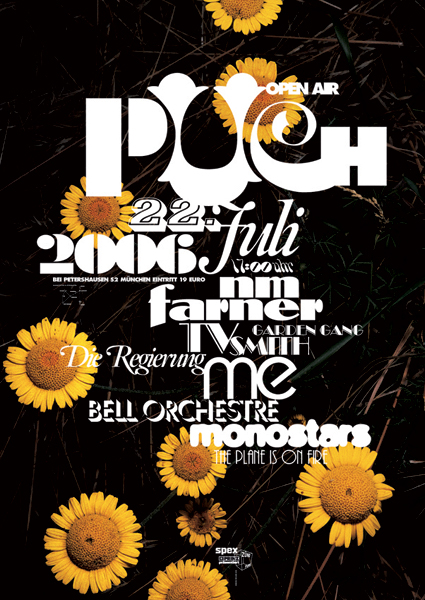 OPEN AIR
PUCH
22. Juli
2006
17:00 uhr
BEI PETERSHAUSEN S2 MÜNCHEN EINTRITT 19 EURO
nm
farner
GARDEN GANG
TV SMITH
Die Regierung
me
BELL ORCHESTRE
monostars
THE PLANE IS ON FIRE
spex